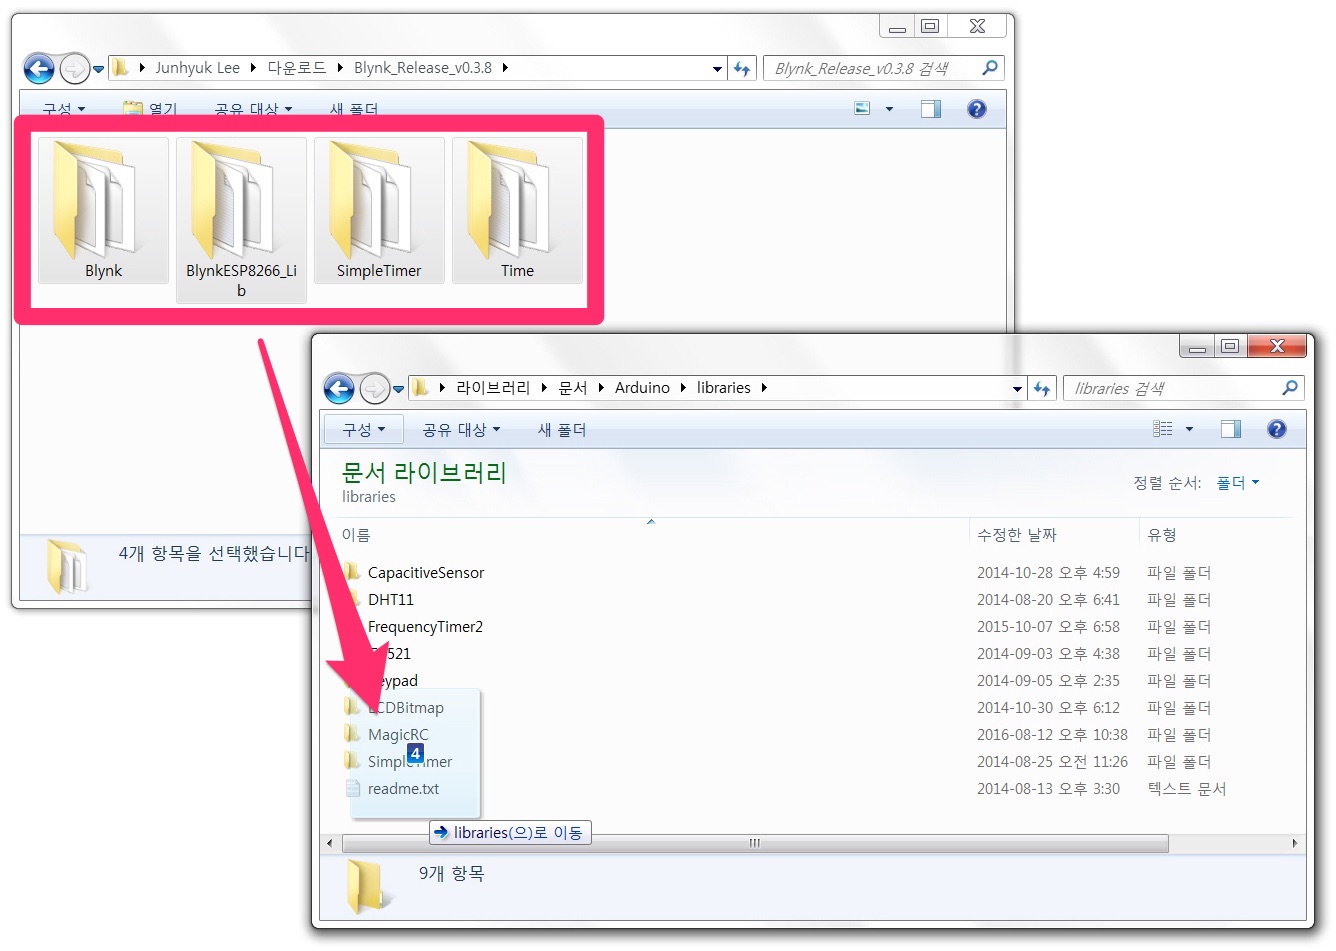 Junhyuk Lee 다운로드 Blynk_Release_v0.3.8
Blynk_Release_v0.3.8 검색
구성 열기 공유 대상 새 폴더
Blynk
BlynkESP8266_Li
b
SimpleTimer
Time
4개 항목을 선택했습니다
라이브러리 문서 Arduino libraries
libraries 검색
구성 공유 대상 새 폴더
문서 라이브러리
libraries
정렬 순서: 폴더
이름 수정한 날짜 유형
CapacitiveSensor 2014-10-28 오후 4:59 파일 폴더
DHT11 2014-08-20 오후 6:41 파일 폴더
FrequencyTimer2 2015-10-07 오후 6:58 파일 폴더
521 2014-09-03 오후 4:38 파일 폴더
eypad 2014-09-05 오후 2:35 파일 폴더
LCDBitmap 2014-10-30 오후 6:12 파일 폴더
MagicRC 2016-08-12 오후 10:38 파일 폴더
4
SimpleTimer 2014-08-25 오전 11:26 파일 폴더
readme.txt 2014-08-13 오후 3:30 텍스트 문서
libraries(으)로 이동
9개 항목